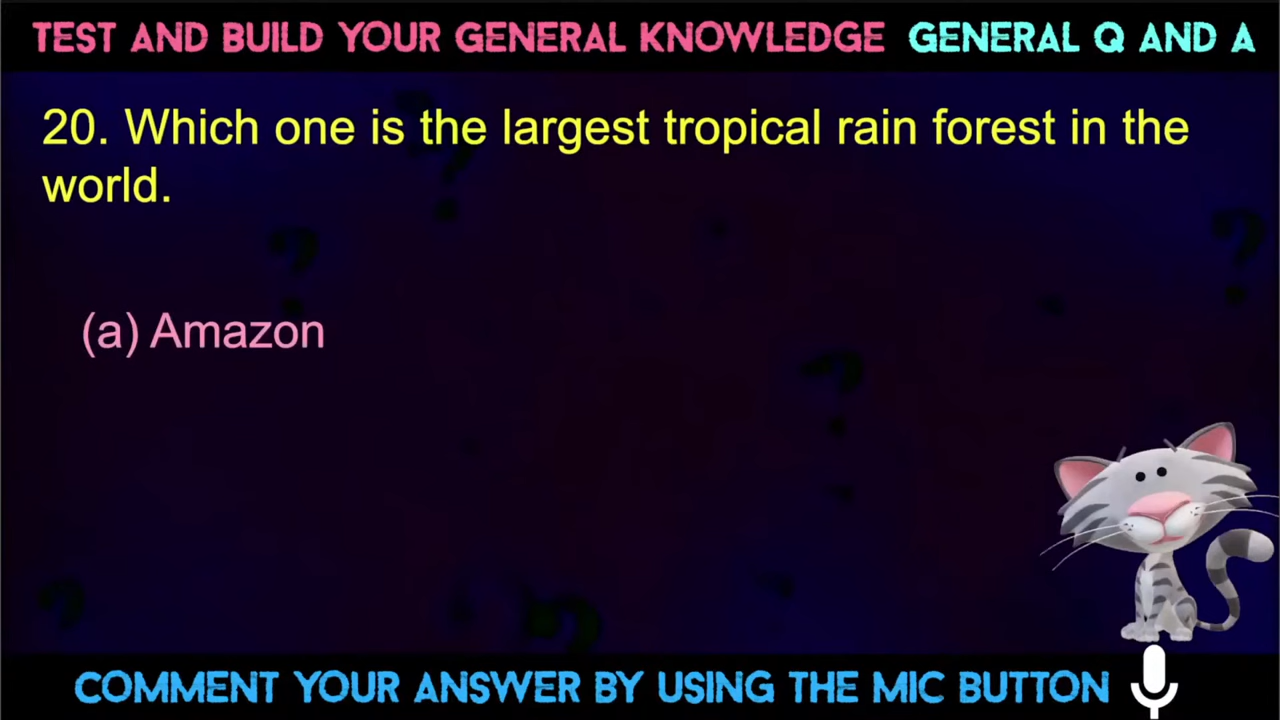 TEST AND BUILD YOUR GENERAL KNOWLEDGE GENERAL Q AND A
20. Which one is the largest tropical rain forest in the
world.
(a) Amazon
COMMENT YOUR ANSWER BY USING THE MIC BUTTON